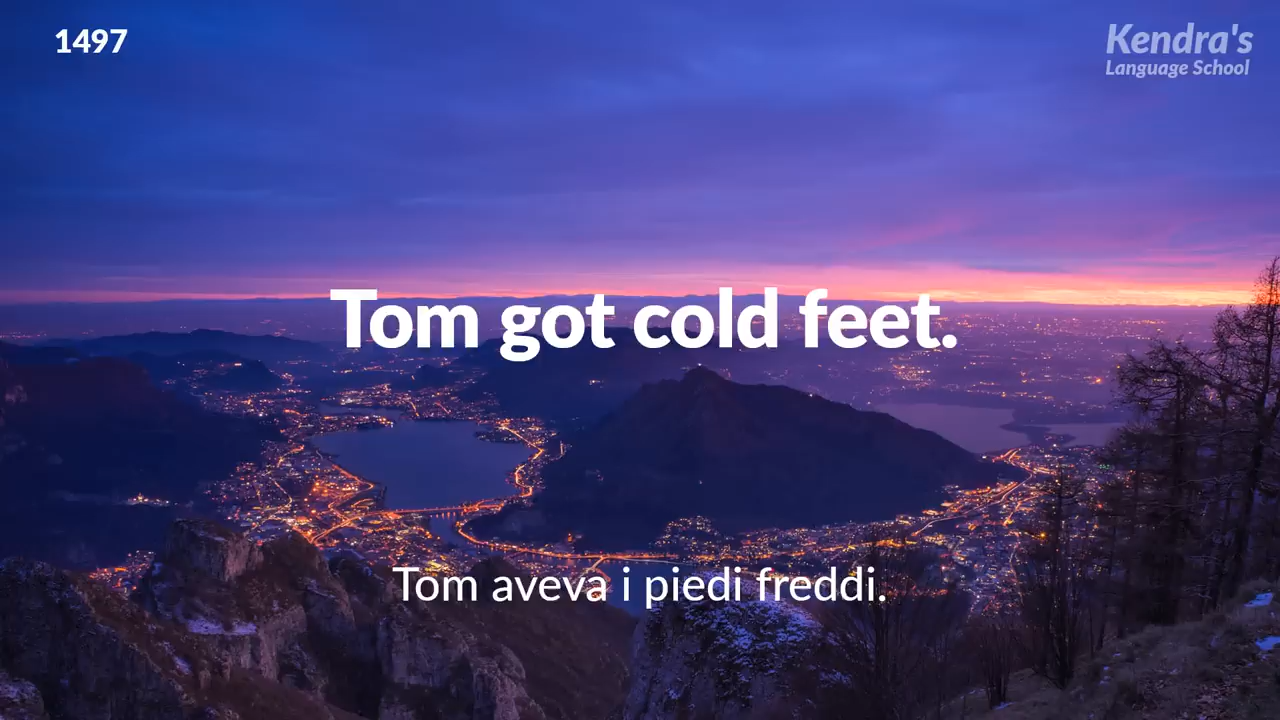 1497
Kendra's
Language School
Tom got cold feet.
Tom aveva i piedi freddi.